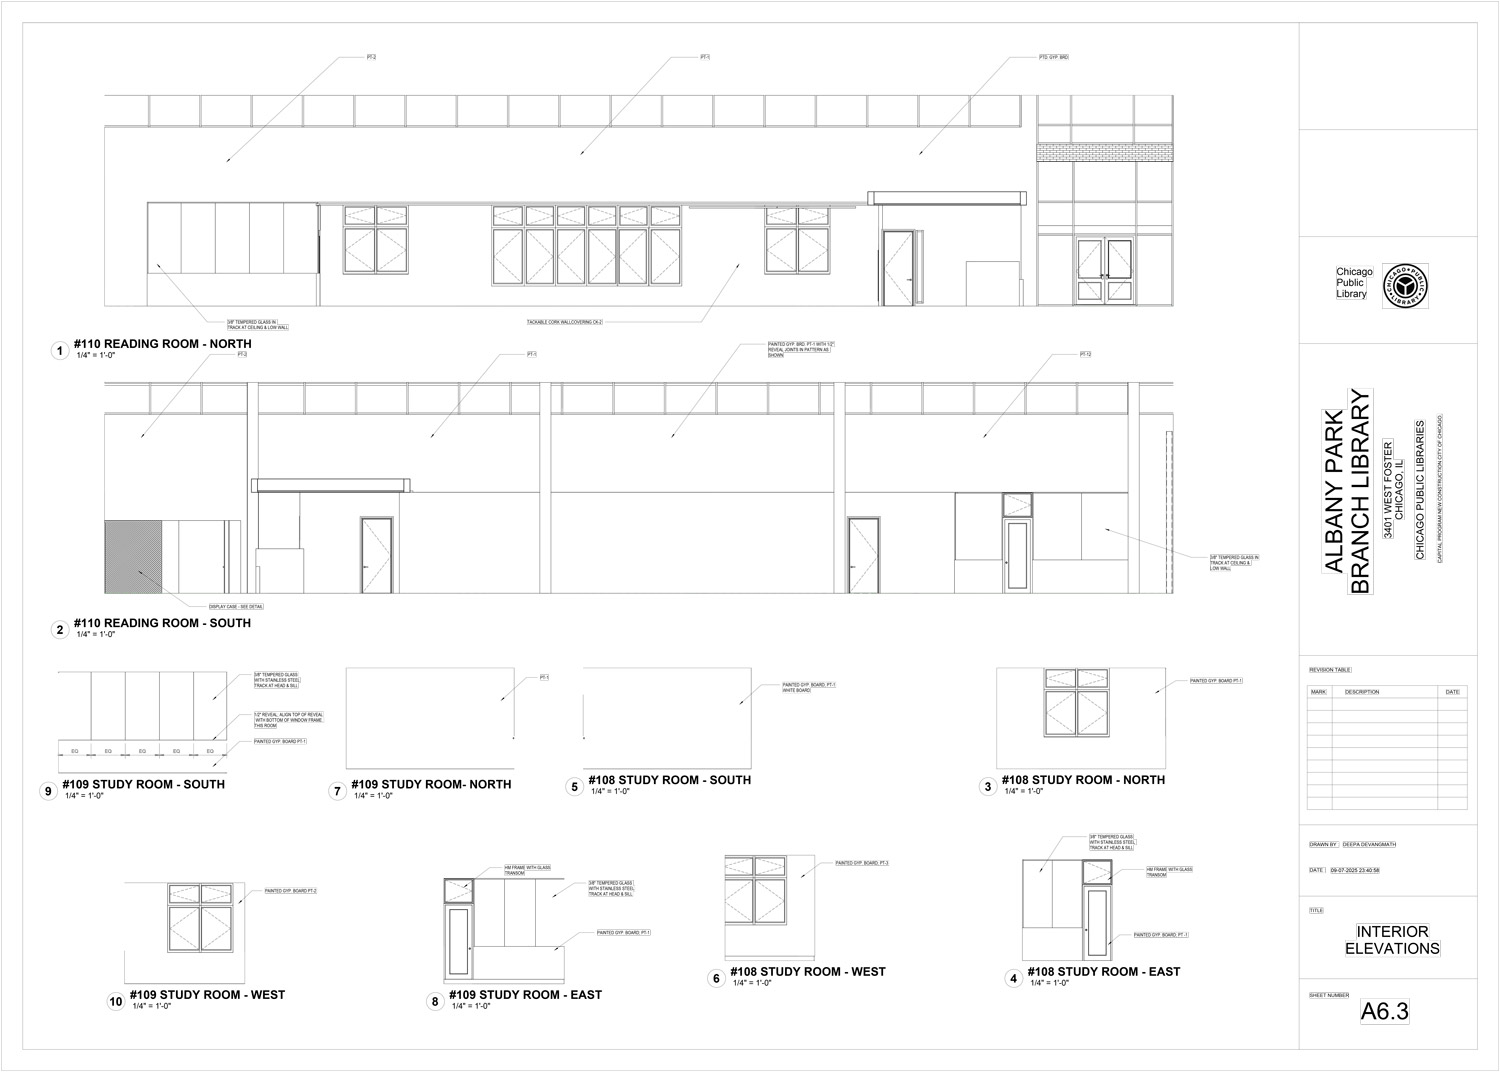 PT-2
PT-1
PTD. GYP. BRD.
3/8" TEMPERED GLASS IN
TRACK AT CEILING & LOW WALL
TACKABLE CORK WALLCOVERING CK-2
1
#110 READING ROOM - NORTH
1/4" = 1'-0"
PT-1
PAINTED GYP. BRD. PT-1 WITH 1/2"
REVEAL JOINTS IN PATTERN AS
SHOWN
PT-12
3/8" TEMPERED GLASS IN
TRACK AT CEILING &
LOW WALL
DISPLAY CASE - SEE DETAIL
2
#110 READING ROOM - SOUTH
1/4" = 1'-0"
3/8" TEMPERED GLASS
WITH STAINLESS STEEL
TRACK AT HEAD & SILL
1/2" REVEAL, ALIGN TOP OF REVEAL
WITH BOTTOM OF WINDOW FRAME
THIS ROOM
PAINTED GYP. BOARD PT-1
EQ EQ EQ EQ EQ
9
#109 STUDY ROOM - SOUTH
1/4" = 1'-0"
PT-1
7
#109 STUDY ROOM- NORTH
1/4" = 1'-0"
PAINTED GYP. BOARD, PT-1
WHITE BOARD
5
#108 STUDY ROOM - SOUTH
1/4" = 1'-0"
PAINTED GYP. BOARD PT-1
3
#108 STUDY ROOM - NORTH
1/4" = 1'-0"
PAINTED GYP. BOARD PT-2
10
#109 STUDY ROOM - WEST
1/4" = 1'-0"
HM FRAME WITH GLASS
TRANSOM
3/8" TEMPERED GLASS
WITH STAINLESS STEEL
TRACK AT HEAD & SILL
PAINTED GYP. BOARD, PT-1
8
#109 STUDY ROOM - EAST
1/4" = 1'-0"
PAINTED GYP. BOARD, PT-3
6
#108 STUDY ROOM - WEST
1/4" = 1'-0"
3/8" TEMPERED GLASS
WITH STAINLESS STEEL
TRACK AT HEAD & SILL
HM FRAME WITH GLASS
TRANSOM
PAINTED GYP. BOARD, PT -1
4
#108 STUDY ROOM - EAST
1/4" = 1'-0"
Chicago
Public
Library
CHICAGO PUBLIC LIBRARY
ALBANY PARK
BRANCH LIBRARY
3401 WEST FOSTER
CHICAGO, IL
CHICAGO PUBLIC LIBRARIES
CAPITAL PROGRAM NEW CONSTRUCTION CITY OF CHICAGO,
REVISION TABLE
MARK DESCRIPTION DATE
DRAWN BY : DEEPA DEVANGMATH
DATE : 09-07-2025 23:40:58
TITLE
INTERIOR
ELEVATIONS
SHEET NUMBER
A6.3